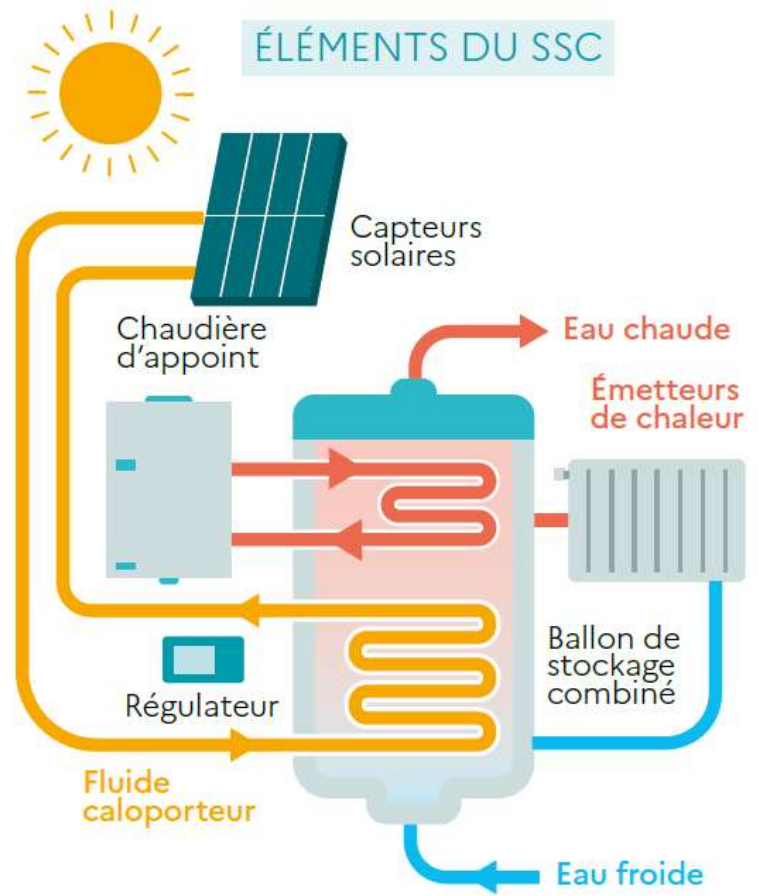 ÉLÉMENTS DU SSC
Capteurs
solaires
Chaudière
d'appoint
Eau chaude
Émetteurs
de chaleur
Ballon de
stockage
combiné
Régulateur
Fluide
caloporteur
Eau froide